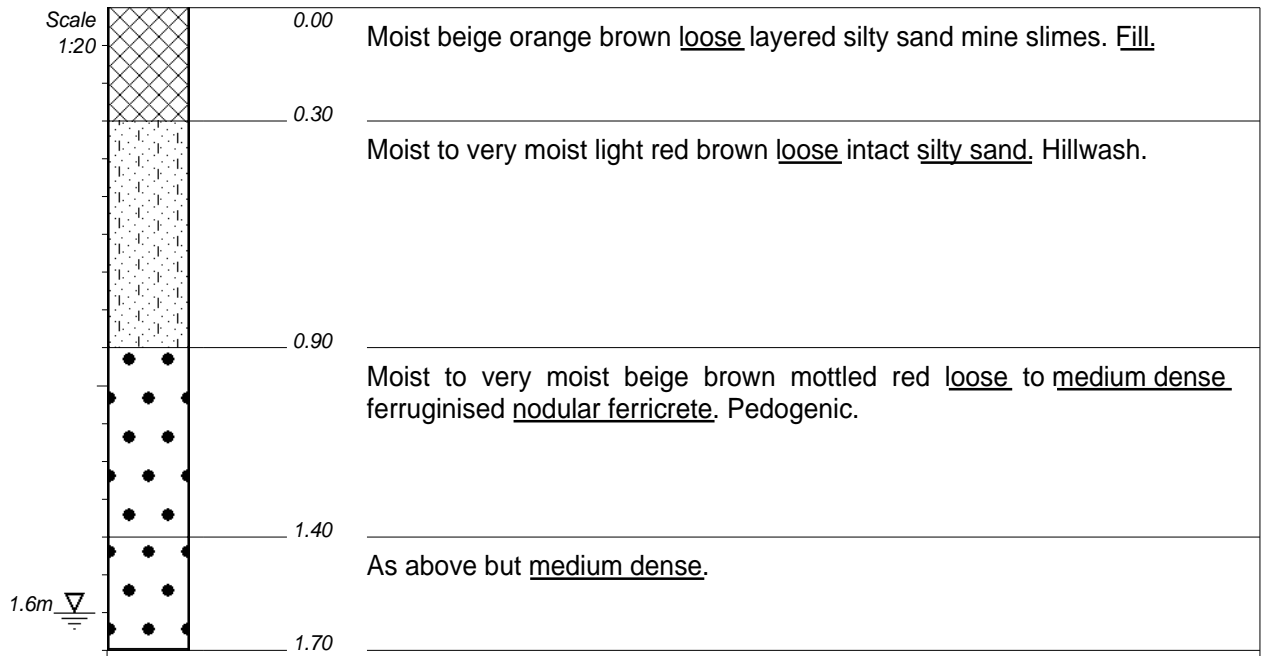 Scale
1:20
0.00
Moist beige orange brown loose layered silty sand mine slimes. Fill.
0.30
Moist to very moist light red brown loose intact silty sand. Hillwash.
0.90
Moist to very moist beige brown mottled red loose to medium dense
ferruginised nodular ferricrete. Pedogenic.
1.40
As above but medium dense.
1.6m
1.70